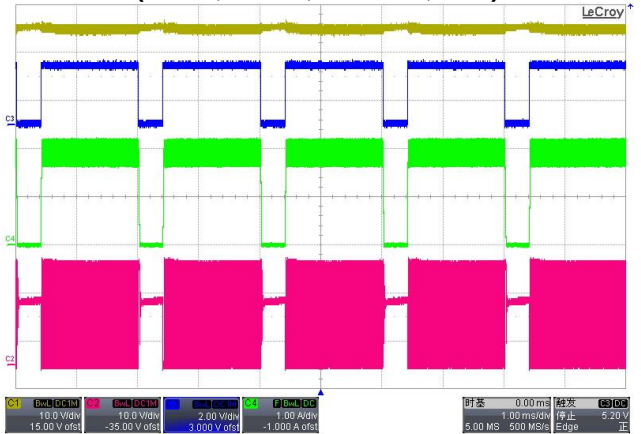 LeCroy
C3
C4
C2
C1 BwL DC1M
10.0 V/div
15.00 V ofst
C2 BwL DC1M
10.0 V/div
-35.00 V ofst
2.00 V/div
3.000 V ofst
C4 F BwL DC
1.00 A/div
-1.000 A ofst
时基 0.00 ms
1.00 ms/div
5.00 MS 500 MS/s
触发 C3 DC
停止 5.20 V
Edge 正